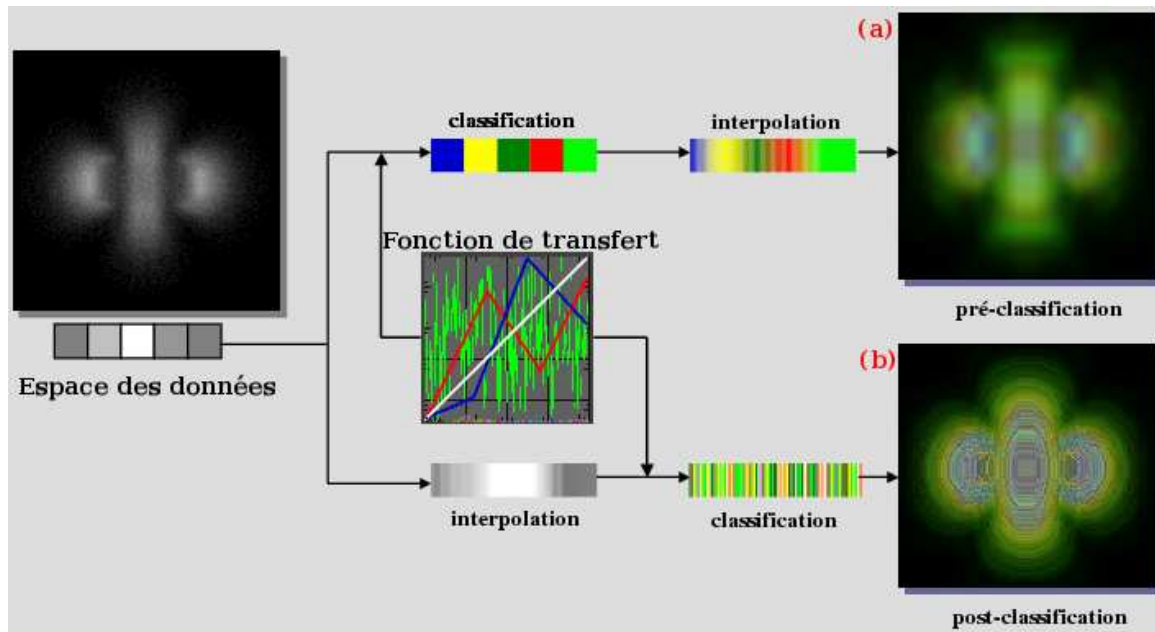 (a)
classification
interpolation
Fonction de transfert
pré-classification
Espace des données
(b)
interpolation
classification
post-classification